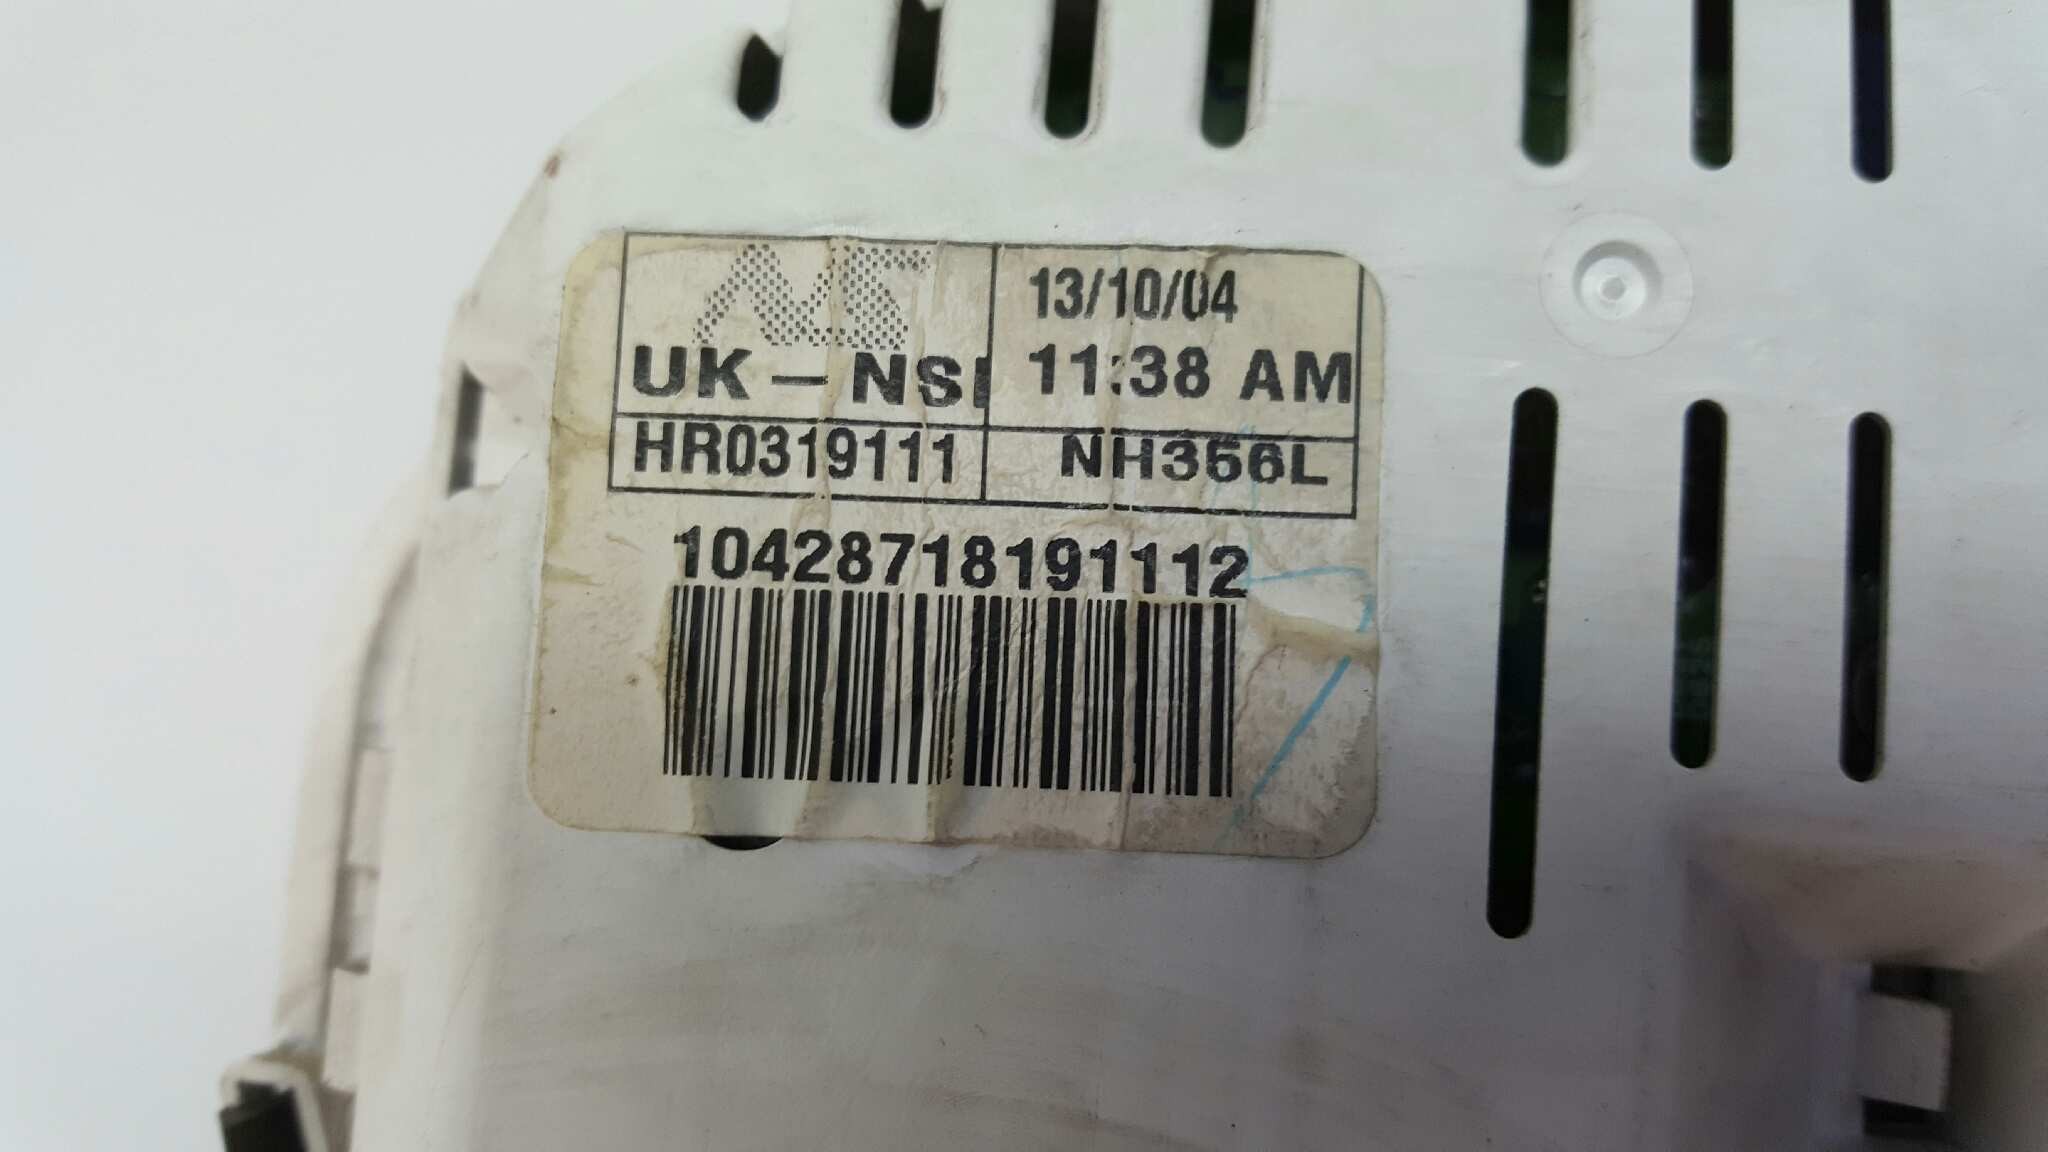 UK – NSI
13/10/04
11:38 AM
HR0319111
NH356L
10428718191112